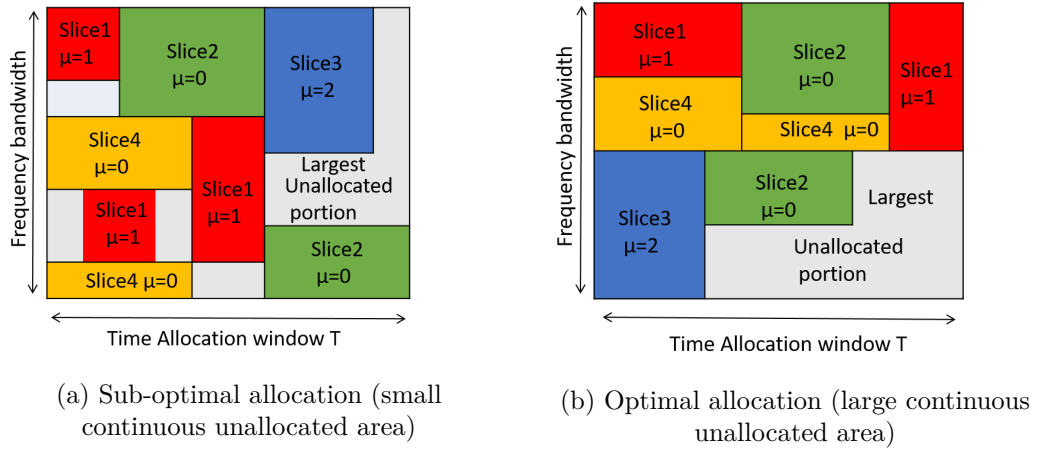 Frequency bandwidth
Slice1
μ=1
Slice2
μ=0
Slice3
μ=2
Slice4
μ=0
Slice1
μ=1
Largest
Unallocated
portion
Slice1
μ=1
Slice2
μ=0
Slice4 μ=0
Time Allocation window T
(a) Sub-optimal allocation (small
continuous unallocated area)
Frequency bandwidth
Slice1
μ=1
Slice2
μ=0
Slice1
μ=1
Slice4
μ=0
Slice4 μ=0
Slice3
μ=2
Slice2
μ=0
Largest
Unallocated
portion
Time Allocation window T
(b) Optimal allocation (large continuous
unallocated area)